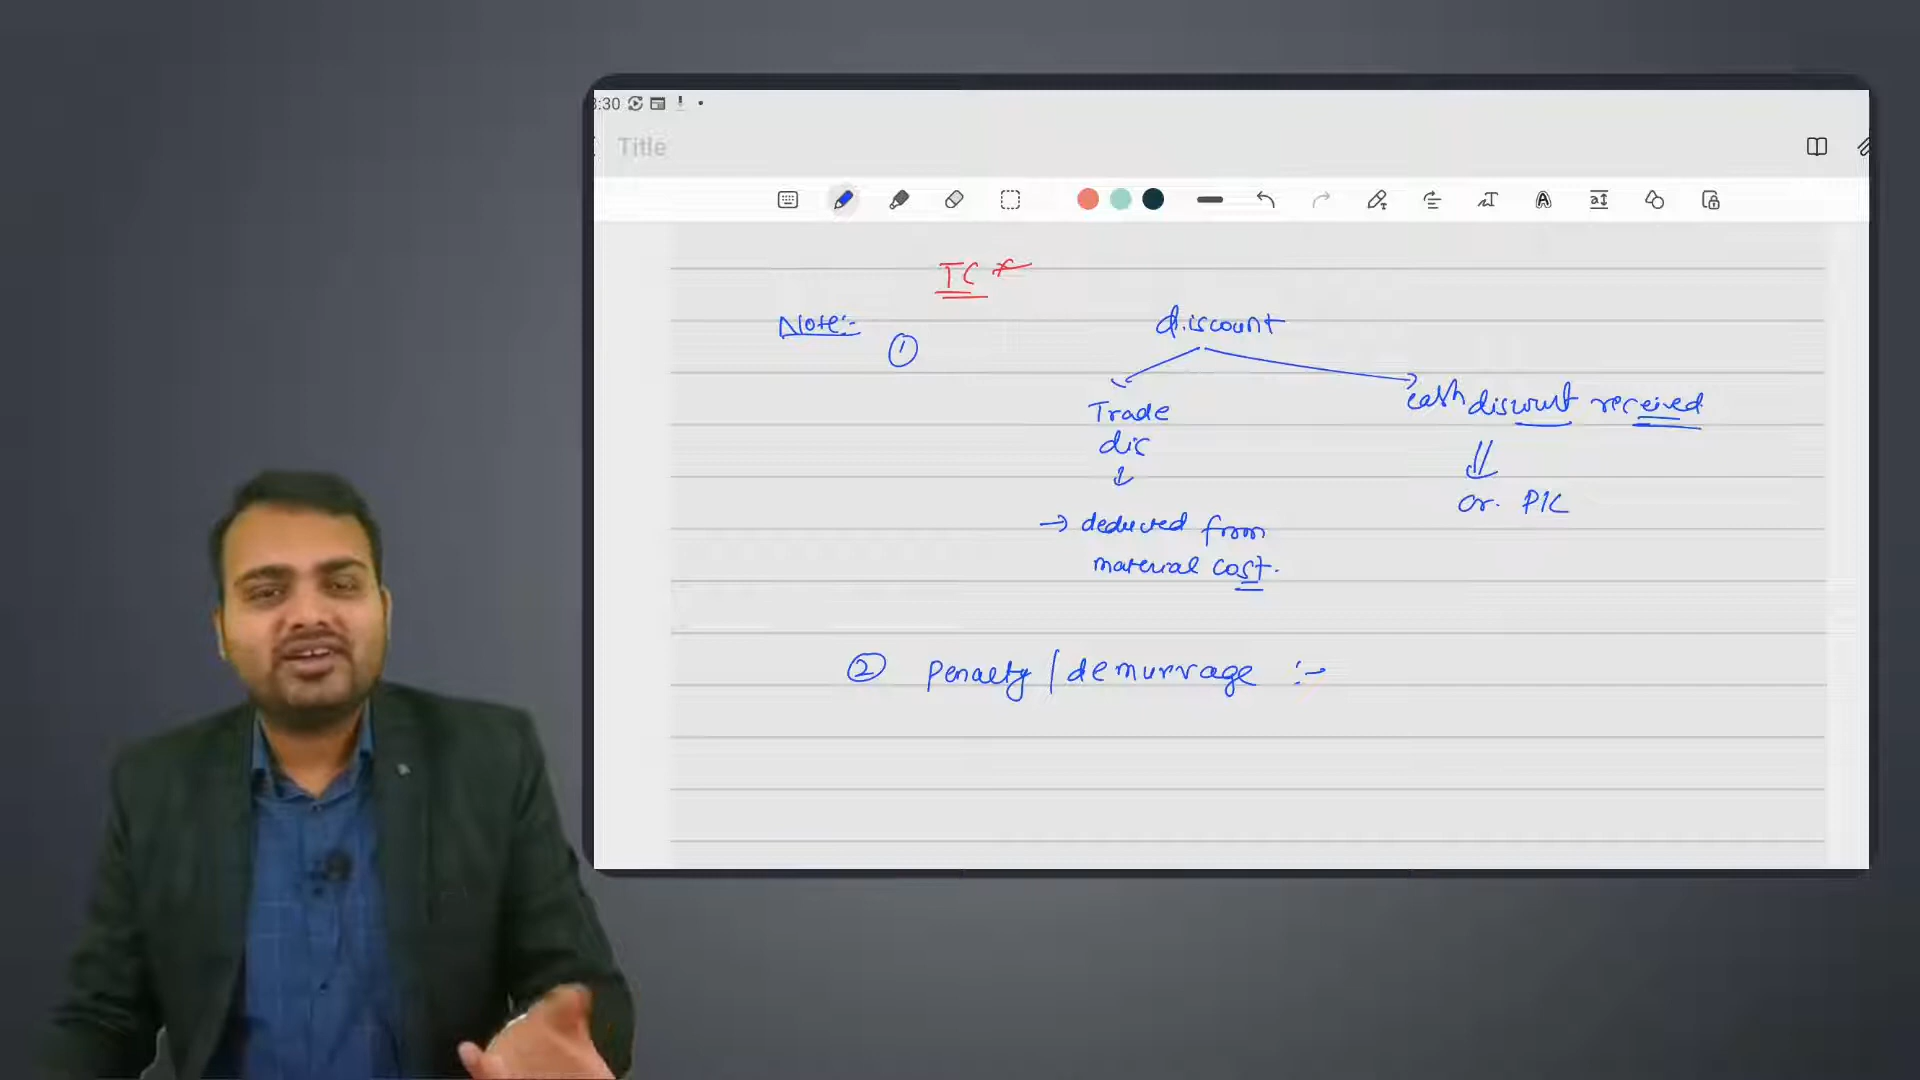 :30
Title
TC *
Note:-
①
discount
Trade
dis
cash discount received
cr. P/L
→ deducted from
material cost.
② Penalty / demurrage :-